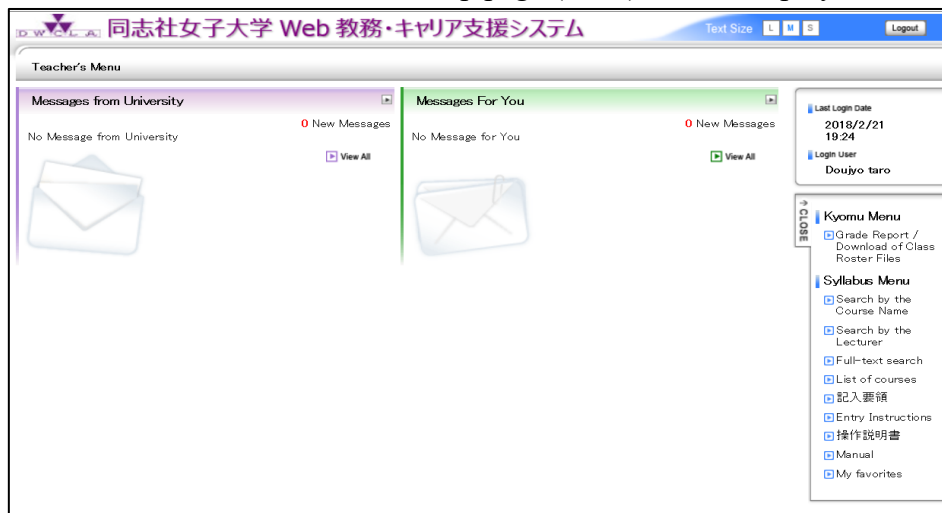 D W C L A 同志社女子大学 Web 教務・キャリア支援システム
Text Size L M S
Logout
Teacher's Menu
Messages from University
0 New Messages
No Message from University
View All
Messages For You
0 New Messages
No Message for You
View All
Last Login Date
2018/2/21
19:24
Login User
Doujyo taro
→CLOSE
Kyomu Menu
Grade Report /
Download of Class
Roster Files
Syllabus Menu
Search by the
Course Name
Search by the
Lecturer
Full-text search
List of courses
記入要領
Entry Instructions
操作説明書
Manual
My favorites